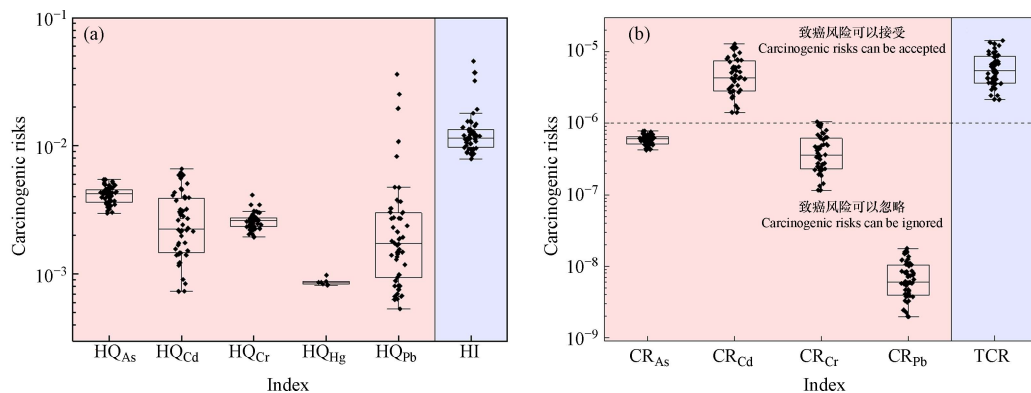 (a)
Carcinogenic risks
10⁻¹
10⁻²
10⁻³
HQAs
HQCd
HQCr
HQHg
HQPb
HI
Index
(b)
Carcinogenic risks
10⁻⁵
10⁻⁶
10⁻⁷
10⁻⁸
10⁻⁹
致癌风险可以接受
Carcinogenic risks can be accepted
致癌风险可以忽略
Carcinogenic risks can be ignored
CRAs
CRCd
CRCr
CRPb
TCR
Index